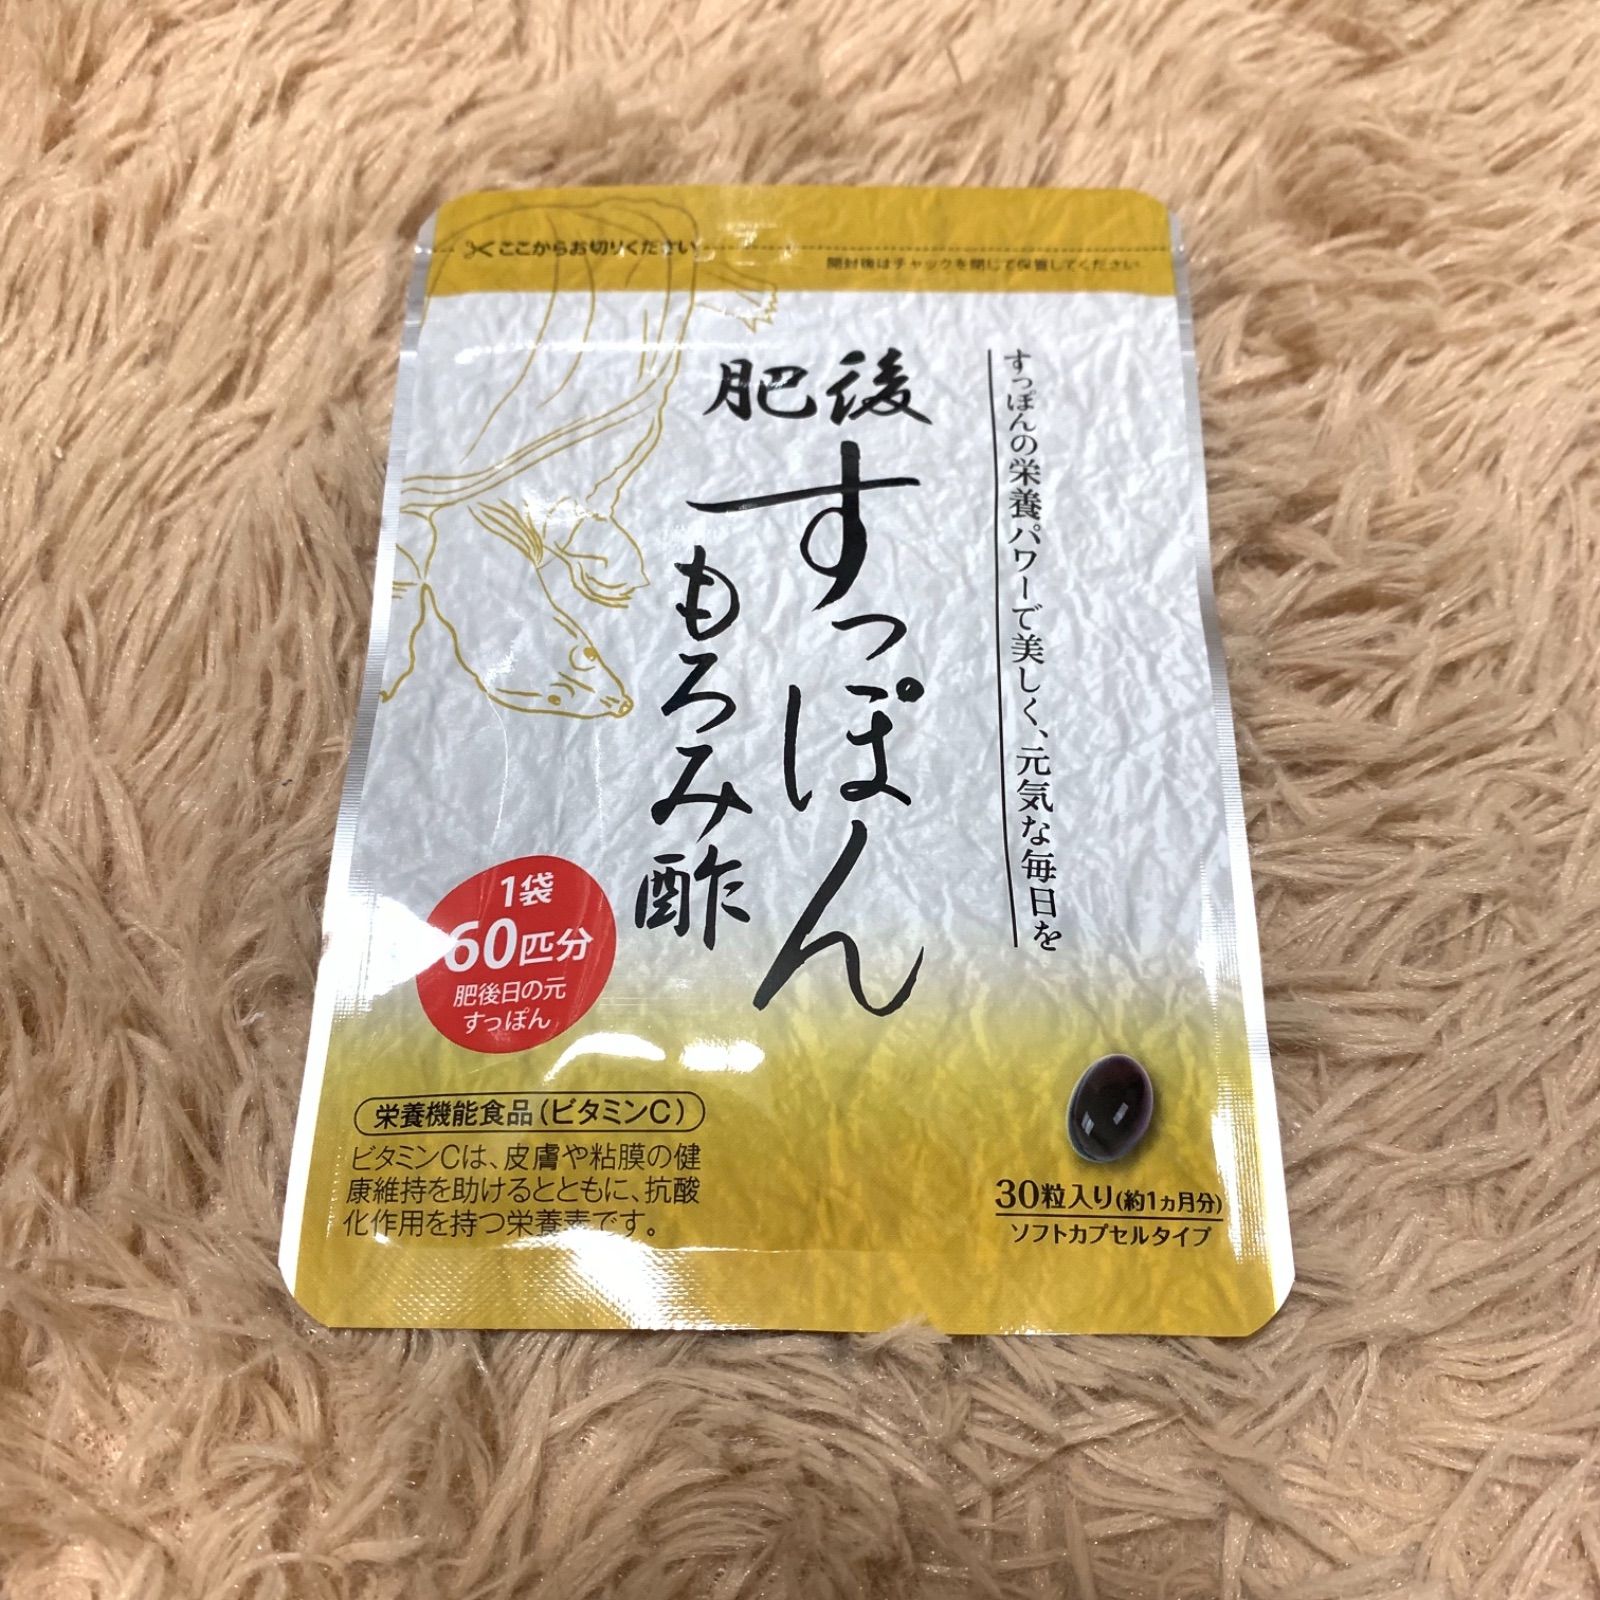 ここからお切りください
開封後はチャックを閉じて保管してください
すっぽんの栄養パワーで美しく、元気な毎日を
肥後
すっぽん
もろみ酢
1袋
60匹分
肥後日の元
すっぽん
栄養機能食品(ビタミンC)
ビタミンCは、皮膚や粘膜の健
康維持を助けるとともに、抗酸
化作用を持つ栄養素です。
30粒入り(約1ヵ月分)
ソフトカプセルタイプ